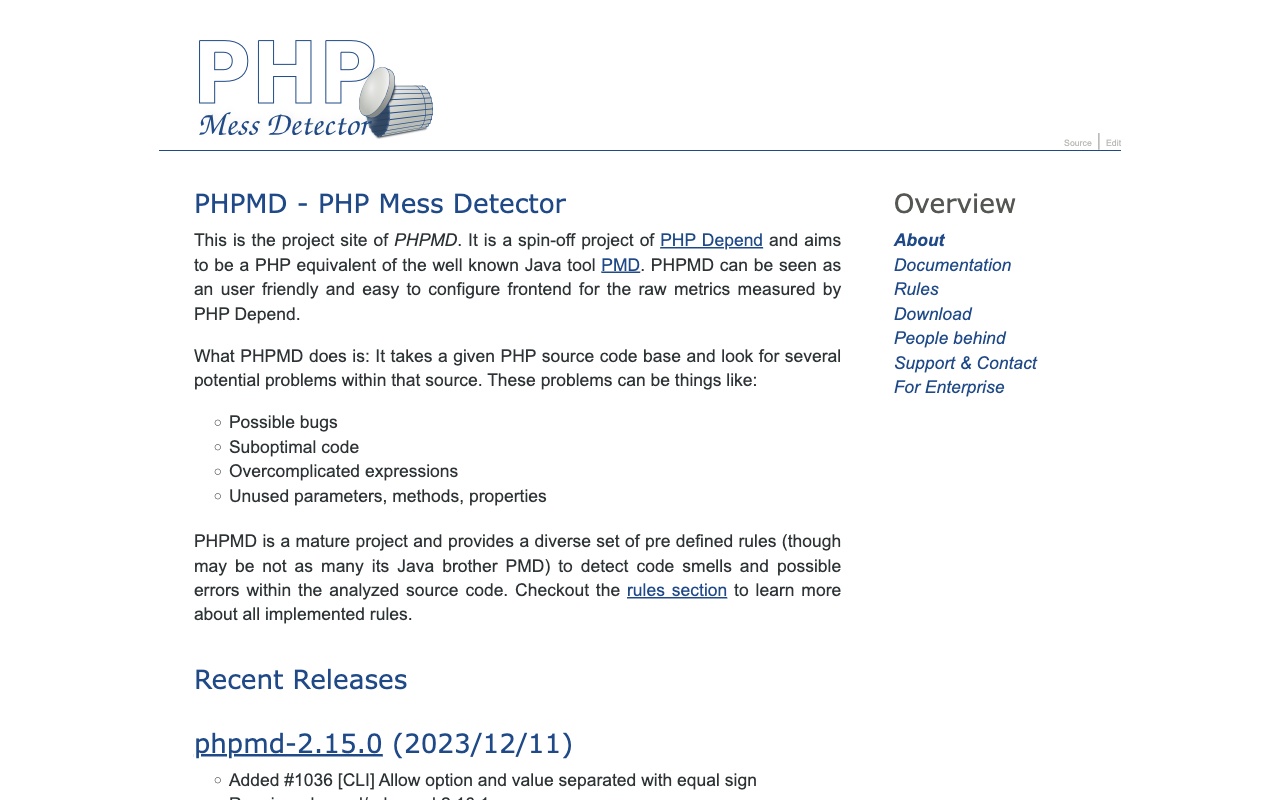 PHP
Mess Detector
Source
Edit
PHPMD - PHP Mess Detector
This is the project site of PHPMD. It is a spin-off project of PHP Depend and aims
to be a PHP equivalent of the well known Java tool PMD. PHPMD can be seen as
an user friendly and easy to configure frontend for the raw metrics measured by
PHP Depend.
What PHPMD does is: It takes a given PHP source code base and look for several
potential problems within that source. These problems can be things like:
Possible bugs
Suboptimal code
Overcomplicated expressions
Unused parameters, methods, properties
PHPMD is a mature project and provides a diverse set of pre defined rules (though
may be not as many its Java brother PMD) to detect code smells and possible
errors within the analyzed source code. Checkout the rules section to learn more
about all implemented rules.
Recent Releases
phpmd-2.15.0 (2023/12/11)
Added #1036 [CLI] Allow option and value separated with equal sign
Overview
About
Documentation
Rules
Download
People behind
Support & Contact
For Enterprise